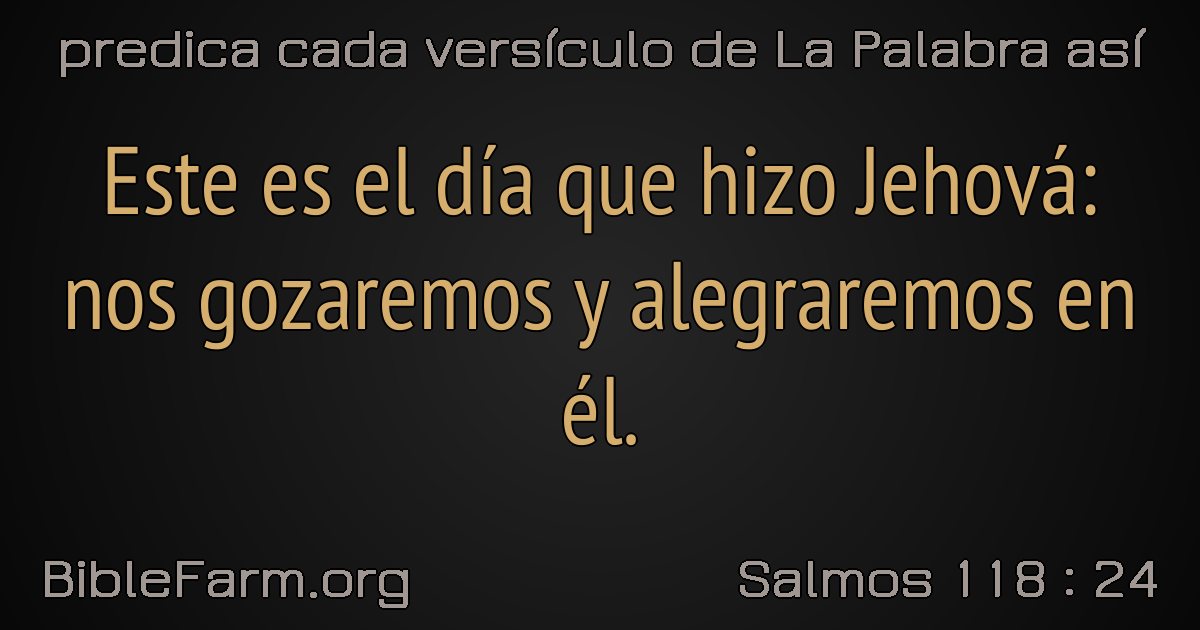 predica cada versículo de La Palabra así
Este es el día que hizo Jehová:
nos gozaremos y alegraremos en
él.
BibleFarm.org
Salmos 118 : 24